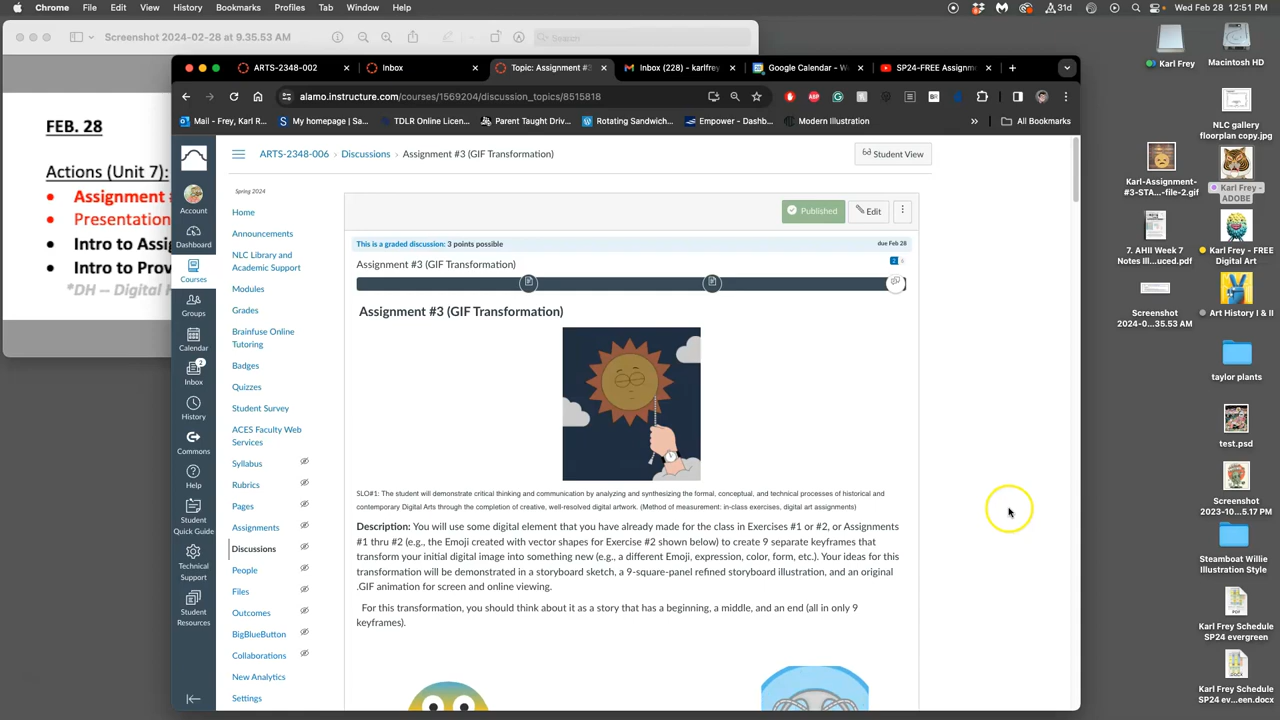 Chrome File Edit View History Bookmarks Profiles Tab Window Help
31d Wed Feb 28 12:51 PM
Screenshot 2024-02-28 at 9.35.53 AM
Search
FEB. 28
Actions (Unit 7):
Assignment
Presentation
Intro to Assig
Intro to Prov
*DH – Digital
ARTS-2348-002
Inbox
Topic: Assignment #3
Inbox (228) - karlfrey
Google Calendar - W
SP24-FREE Assignm
alamo.instructure.com/courses/1569204/discussion_topics/8515818
Mail - Frey, Karl R...
My homepage | Sa...
TDLR Online Licen...
Parent Taught Driv...
Rotating Sandwich...
Empower - Dashb...
Modern Illustration
»
All Bookmarks
ARTS-2348-006 › Discussions › Assignment #3 (GIF Transformation)
Student View
Account
Dashboard
Courses
Groups
Calendar
2
Inbox
History
Commons
Help
Student
Quick Guide
Technical
Support
Student
Resources
Spring 2024
Home
Announcements
NLC Library and
Academic Support
Modules
Grades
Brainfuse Online
Tutoring
Badges
Quizzes
Student Survey
ACES Faculty Web
Services
Syllabus
Rubrics
Pages
Assignments
Discussions
People
Files
Outcomes
BigBlueButton
Collaborations
New Analytics
Settings
Published
Edit
This is a graded discussion: 3 points possible
due Feb 28
Assignment #3 (GIF Transformation)
Assignment #3 (GIF Transformation)
SLO#1: The student will demonstrate critical thinking and communication by analyzing and synthesizing the formal, conceptual, and technical processes of historical and
contemporary Digital Arts through the completion of creative, well-resolved digital artwork. (Method of measurement: in-class exercises, digital art assignments)
Description: You will use some digital element that you have already made for the class in Exercises #1 or #2, or Assignments
#1 thru #2 (e.g., the Emoji created with vector shapes for Exercise #2 shown below) to create 9 separate keyframes that
transform your initial digital image into something new (e.g., a different Emoji, expression, color, form, etc.). Your ideas for this
transformation will be demonstrated in a storyboard sketch, a 9-square-panel refined storyboard illustration, and an original
.GIF animation for screen and online viewing.
For this transformation, you should think about it as a story that has a beginning, a middle, and an end (all in only 9
keyframes).
Karl Frey
Macintosh HD
NLC gallery
floorplan copy.jpg
Karl-Assignment-
#3-STA...-file-2.gif
Karl Frey -
ADOBE
7. AHII Week 7
Notes Ill...uced.pdf
Karl Frey - FREE
Digital Art
Screenshot
2024-0...35.53 AM
Art History I & II
taylor plants
test.psd
Screenshot
2023-10...5.17 PM
Steamboat Willie
Illustration Style
Karl Frey Schedule
SP24 evergreen
Karl Frey Schedule
SP24 ev...een.docx